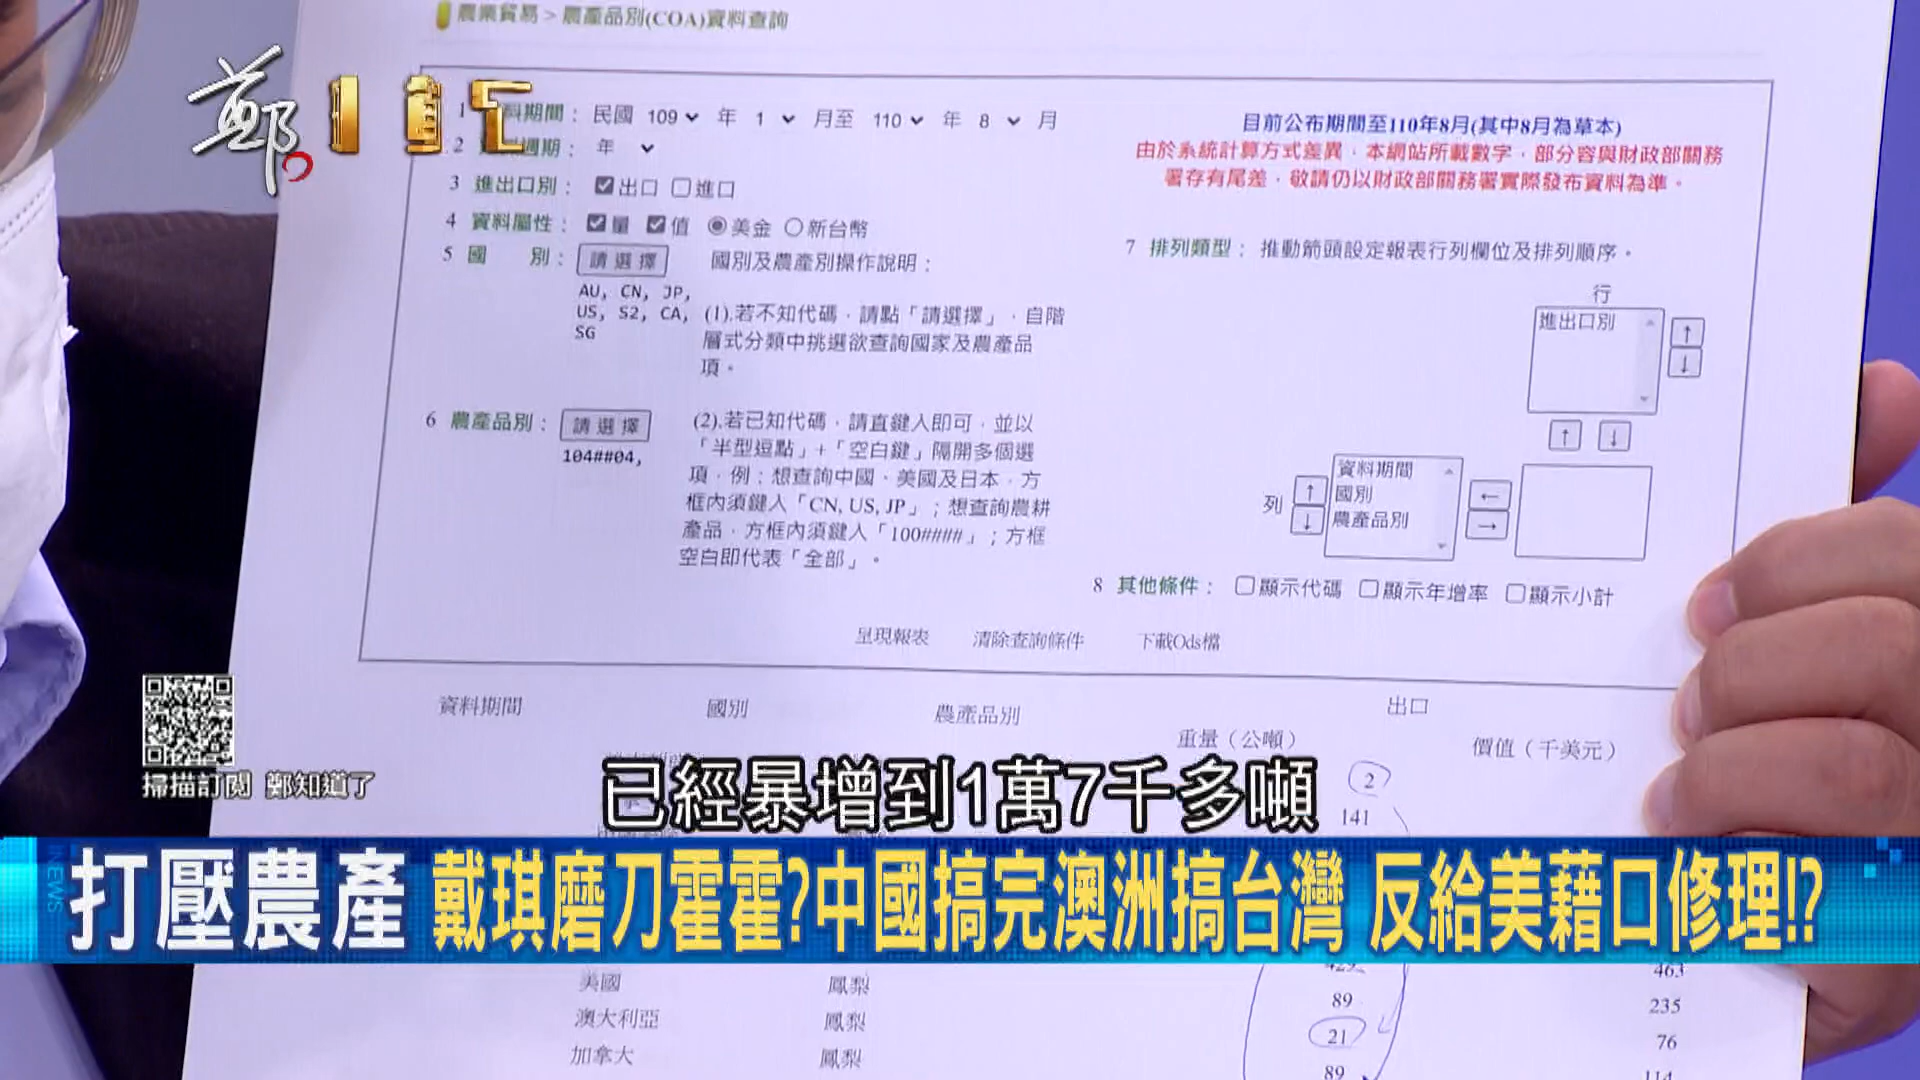 農業貿易 > 農產品別(COA)資料查詢
鄭
1 料期間： 民國 109 年 1 月至 110 年 8 月
2 週期： 年
3 進出口別： 出口 進口
4 資料屬性： 量 值 美金 新台幣
5 國 別： 請選擇
AU, CN, JP,
US, S2, CA,
SG
國別及農產別操作說明：
(1).若不知代碼，請點「請選擇」，自階
層式分類中挑選欲查詢國家及農產品
項。
6 農產品別： 請選擇
104##04,
(2).若已知代碼，請直鍵入即可，並以
「半型逗點」+「空白鍵」隔開多個選
項，例：想查詢中國、美國及日本，方
框內須鍵入「CN, US, JP」；想查詢農耕
產品，方框內須鍵入「100####」；方框
空白即代表「全部」。
目前公布期間至110年8月(其中8月為草本)
由於系統計算方式差異，本網站所載數字，部分容與財政部關務
署存有尾差，敬請仍以財政部關務署實際發布資料為準。
7 排列類型： 推動箭頭設定報表行列欄位及排列順序。
行
進出口別
↑
↓
↑ ↓
列
↑
↓
資料期間
國別
農產品別
←
→
8 其他條件： 顯示代碼 顯示年增率 顯示小計
呈現報表 清除查詢條件 下載Ods檔
資料期間 國別 農產品別 出口
重量（公噸） 價值（千美元）
2
141
掃描訂閱 鄭知道了
已經暴增到1萬7千多噸
NEWS
打壓農產 戴琪磨刀霍霍?中國搞完澳洲搞台灣 反給美藉口修理!?
463
美國 鳳梨 89 235
澳大利亞 鳳梨 21 76
加拿大 鳳梨 89 114